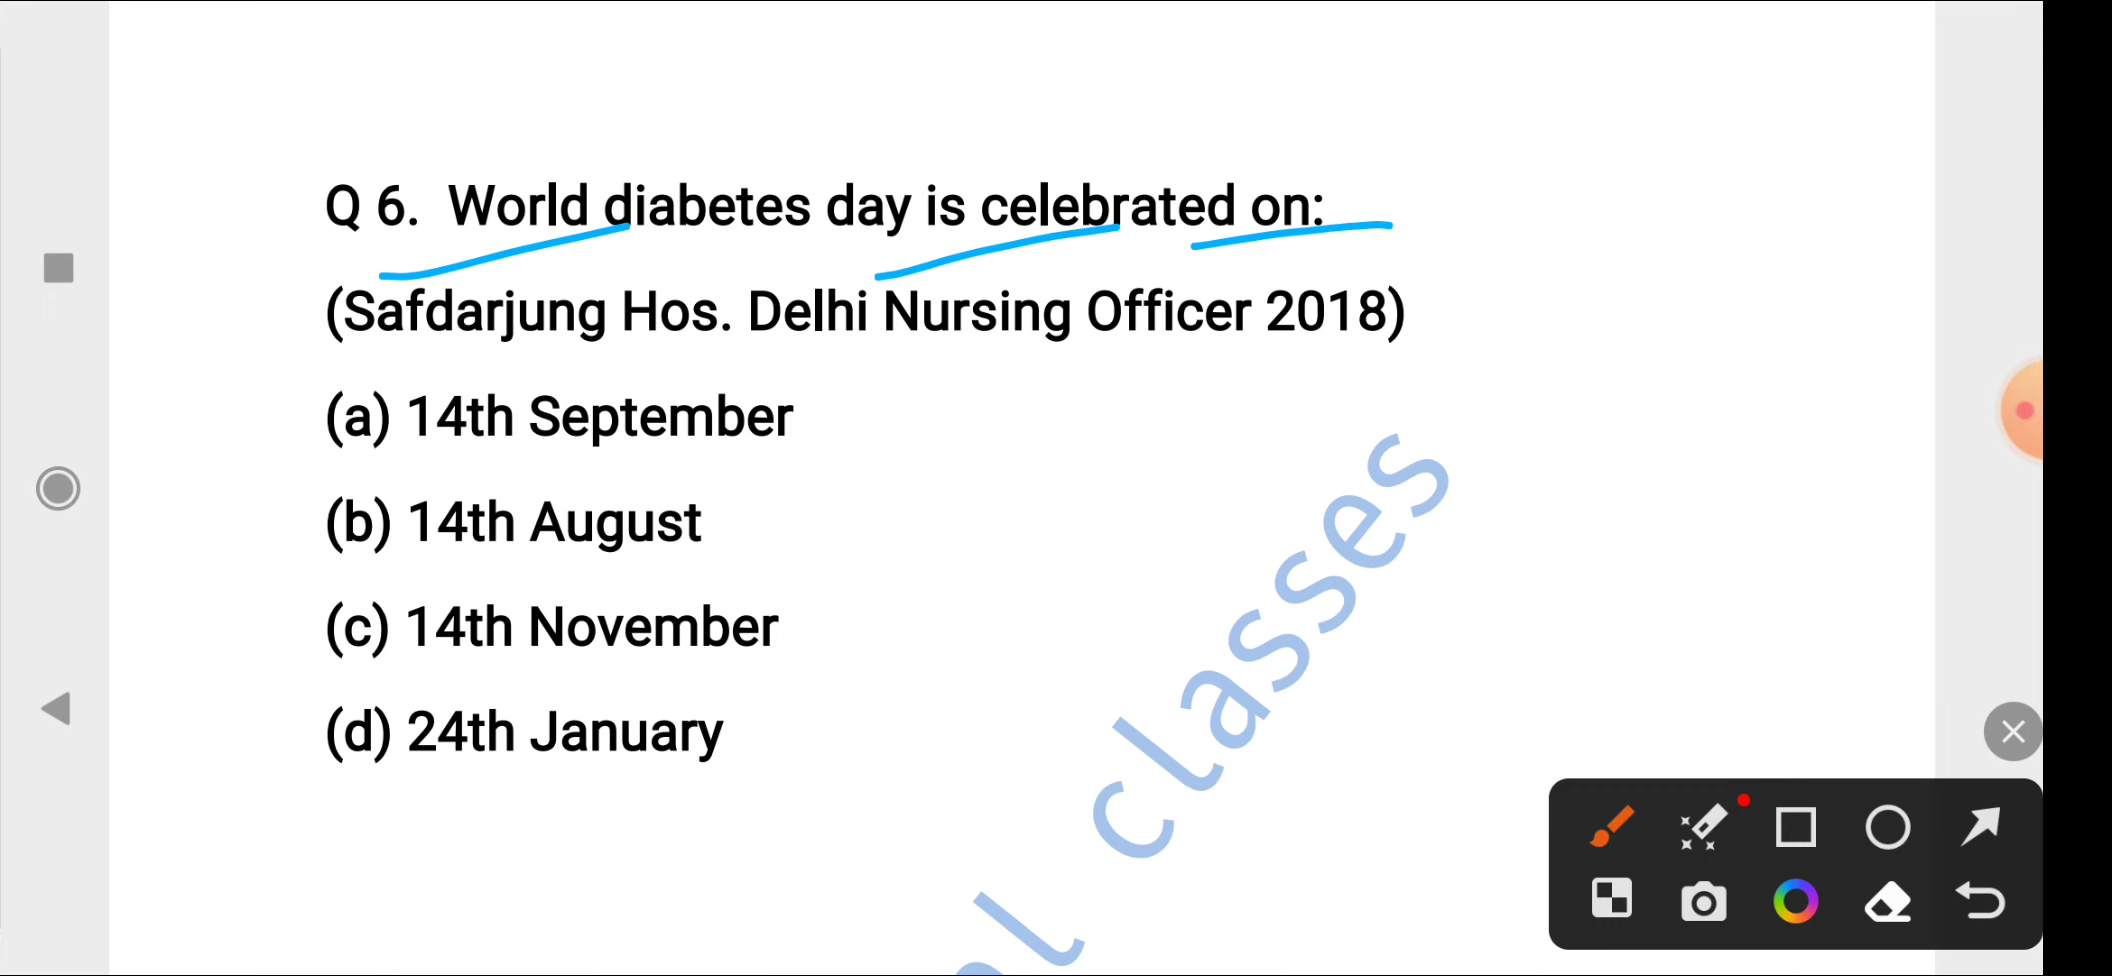 Q 6. World diabetes day is celebrated on:
(Safdarjung Hos. Delhi Nursing Officer 2018)
(a) 14th September
(b) 14th August
(c) 14th November
(d) 24th January
classes